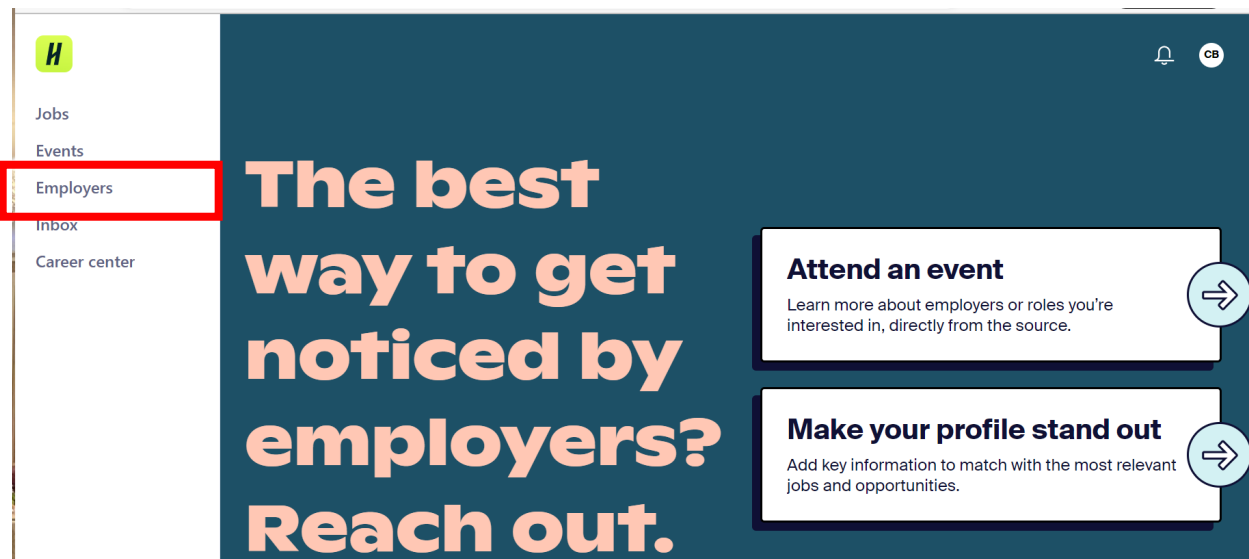 H
CB
Jobs
Events
Employers
Inbox
Career center
The best
way to get
noticed by
employers?
Reach out.
Attend an event
Learn more about employers or roles you're
interested in, directly from the source.
Make your profile stand out
Add key information to match with the most relevant
jobs and opportunities.